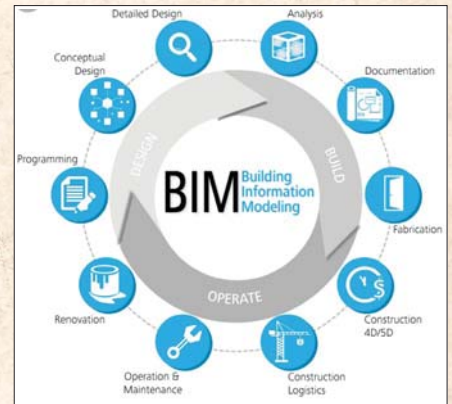 Detailed Design
Analysis
Conceptual
Design
Documentation
Programming
DESIGN
BUILD
BIM
Building
Information
Modeling
Fabrication
OPERATE
Renovation
Construction
4D/5D
Operation &
Maintenance
Construction
Logistics